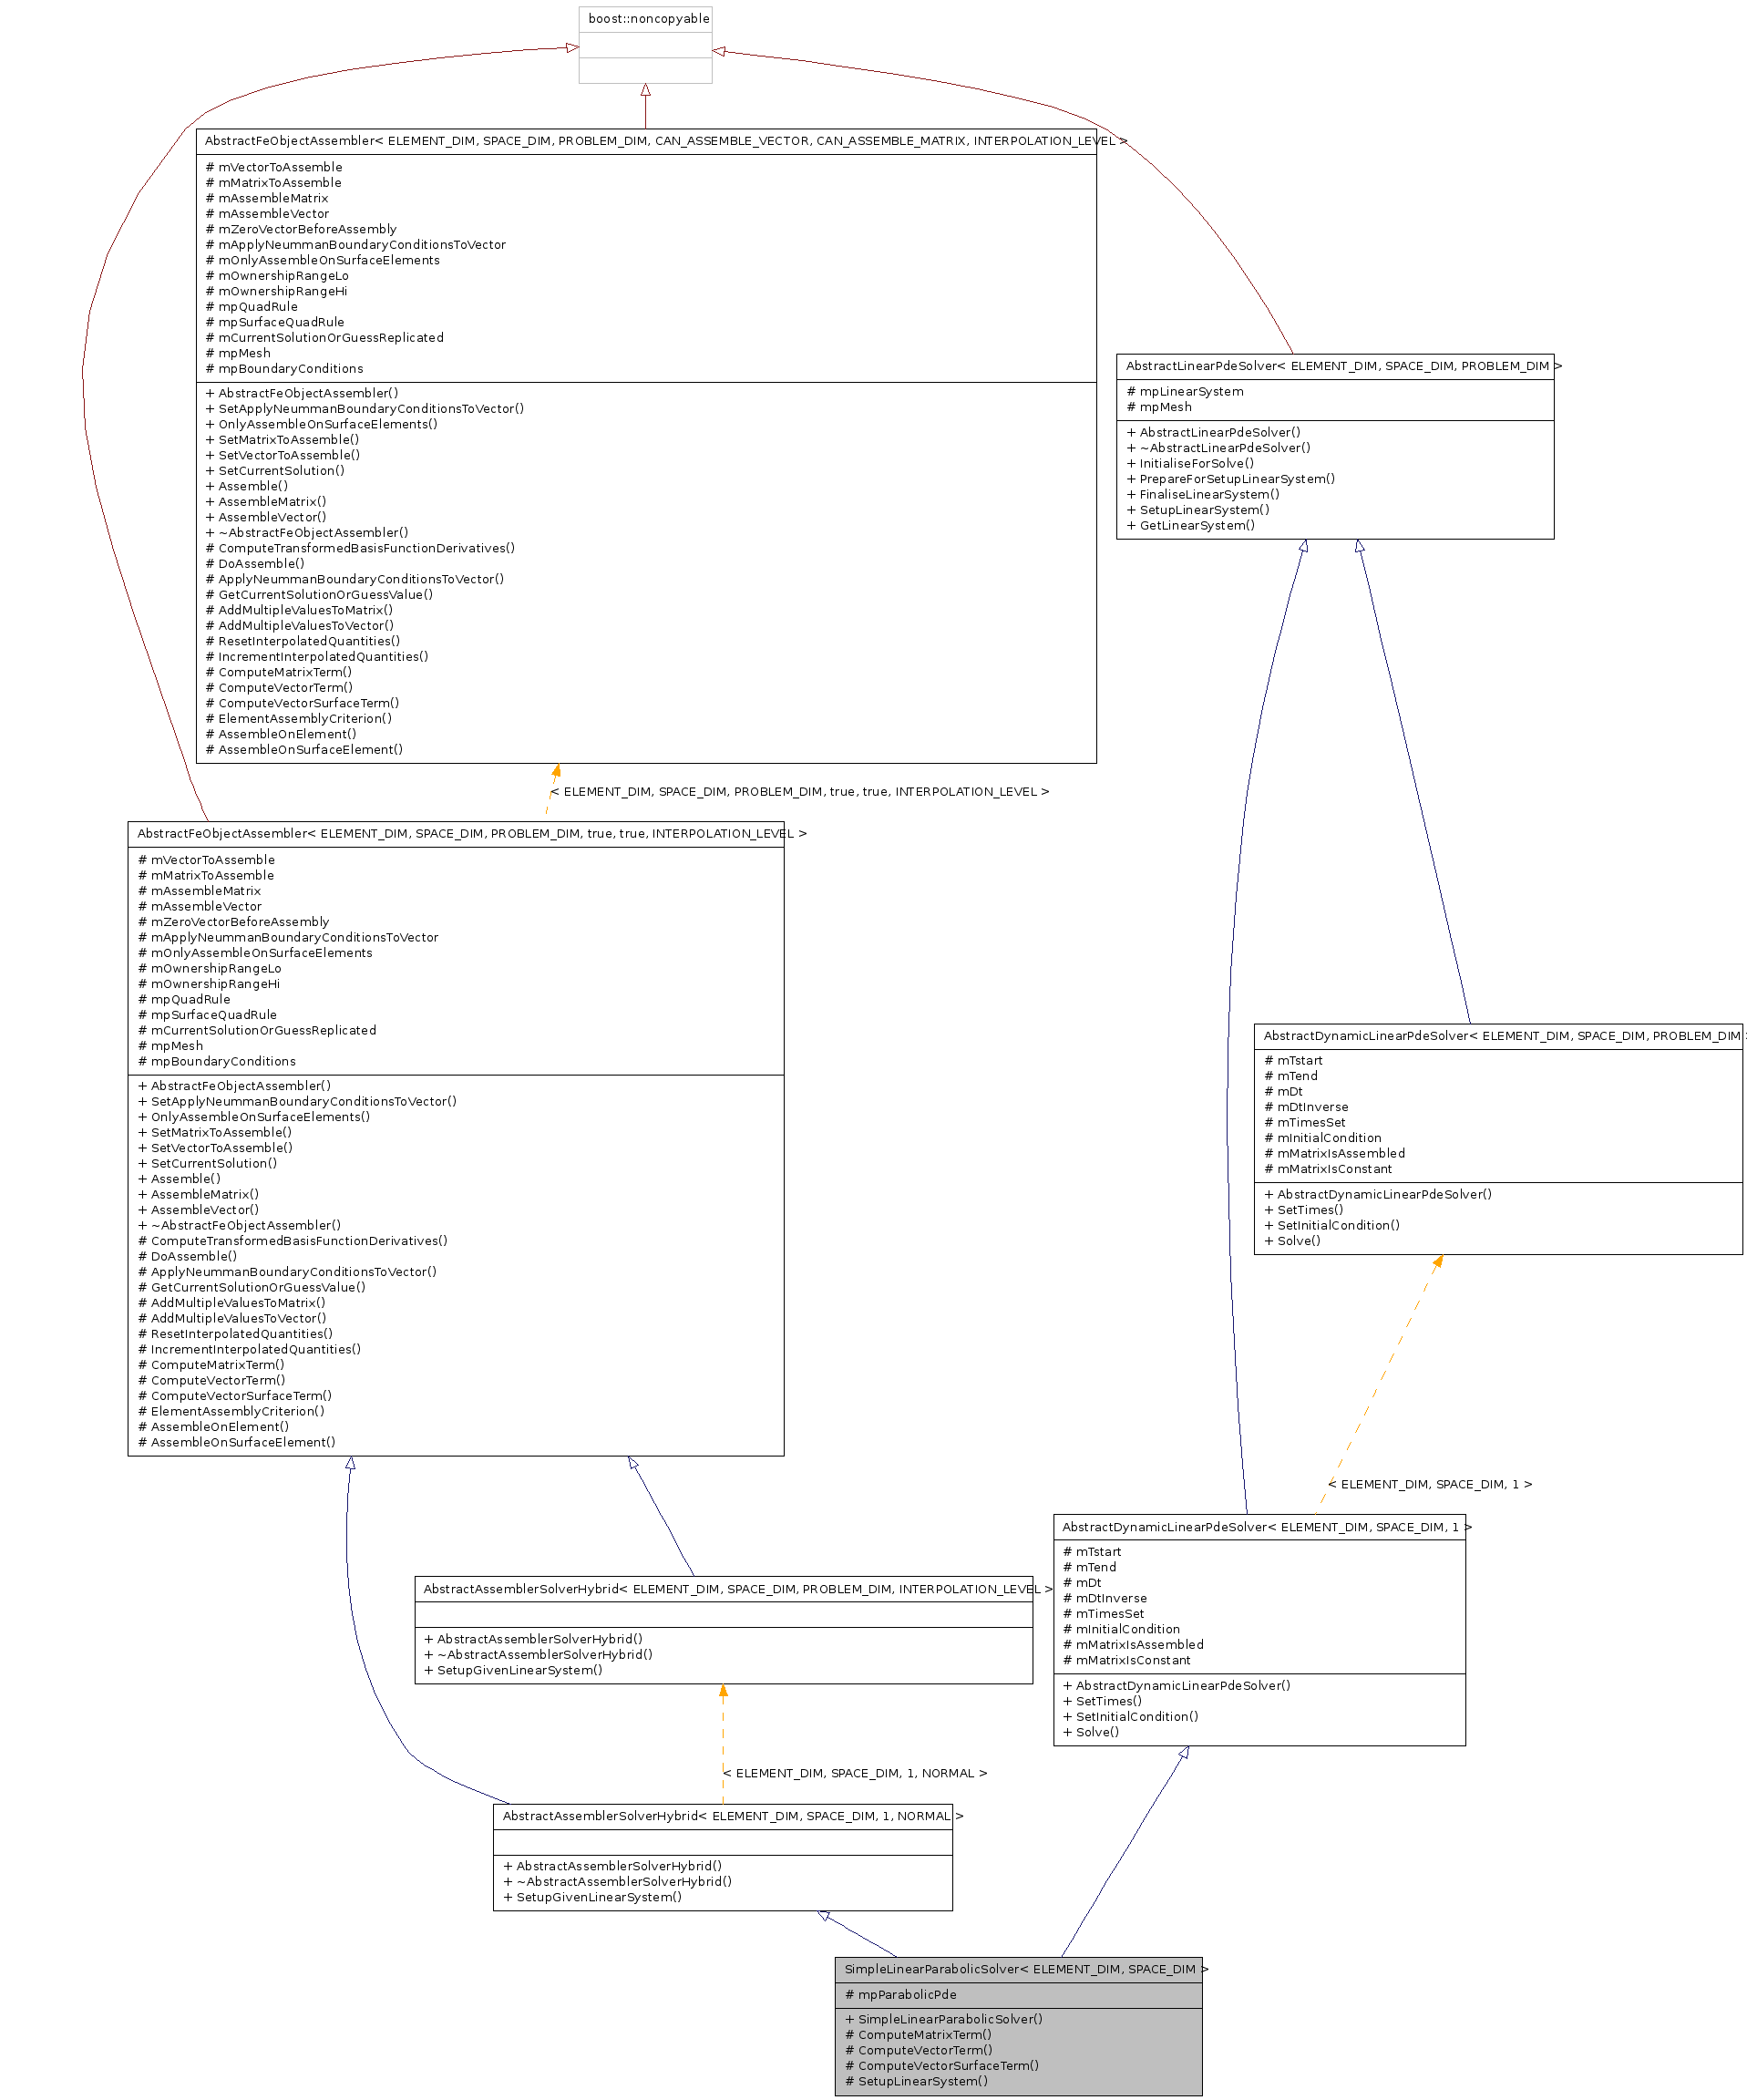 boost::noncopyable
AbstractFeObjectAssembler< ELEMENT_DIM, SPACE_DIM, PROBLEM_DIM, CAN_ASSEMBLE_VECTOR, CAN_ASSEMBLE_MATRIX, INTERPOLATION_LEVEL >
# mVectorToAssemble
# mMatrixToAssemble
# mAssembleMatrix
# mAssembleVector
# mZeroVectorBeforeAssembly
# mApplyNeummanBoundaryConditionsToVector
# mOnlyAssembleOnSurfaceElements
# mOwnershipRangeLo
# mOwnershipRangeHi
# mpQuadRule
# mpSurfaceQuadRule
# mCurrentSolutionOrGuessReplicated
# mpMesh
# mpBoundaryConditions
+ AbstractFeObjectAssembler()
+ SetApplyNeummanBoundaryConditionsToVector()
+ OnlyAssembleOnSurfaceElements()
+ SetMatrixToAssemble()
+ SetVectorToAssemble()
+ SetCurrentSolution()
+ Assemble()
+ AssembleMatrix()
+ AssembleVector()
+ ~AbstractFeObjectAssembler()
# ComputeTransformedBasisFunctionDerivatives()
# DoAssemble()
# ApplyNeummanBoundaryConditionsToVector()
# GetCurrentSolutionOrGuessValue()
# AddMultipleValuesToMatrix()
# AddMultipleValuesToVector()
# ResetInterpolatedQuantities()
# IncrementInterpolatedQuantities()
# ComputeMatrixTerm()
# ComputeVectorTerm()
# ComputeVectorSurfaceTerm()
# ElementAssemblyCriterion()
# AssembleOnElement()
# AssembleOnSurfaceElement()
AbstractLinearPdeSolver< ELEMENT_DIM, SPACE_DIM, PROBLEM_DIM >
# mpLinearSystem
# mpMesh
+ AbstractLinearPdeSolver()
+ ~AbstractLinearPdeSolver()
+ InitialiseForSolve()
+ PrepareForSetupLinearSystem()
+ FinaliseLinearSystem()
+ SetupLinearSystem()
+ GetLinearSystem()
< ELEMENT_DIM, SPACE_DIM, PROBLEM_DIM, true, true, INTERPOLATION_LEVEL >
AbstractFeObjectAssembler< ELEMENT_DIM, SPACE_DIM, PROBLEM_DIM, true, true, INTERPOLATION_LEVEL >
# mVectorToAssemble
# mMatrixToAssemble
# mAssembleMatrix
# mAssembleVector
# mZeroVectorBeforeAssembly
# mApplyNeummanBoundaryConditionsToVector
# mOnlyAssembleOnSurfaceElements
# mOwnershipRangeLo
# mOwnershipRangeHi
# mpQuadRule
# mpSurfaceQuadRule
# mCurrentSolutionOrGuessReplicated
# mpMesh
# mpBoundaryConditions
+ AbstractFeObjectAssembler()
+ SetApplyNeummanBoundaryConditionsToVector()
+ OnlyAssembleOnSurfaceElements()
+ SetMatrixToAssemble()
+ SetVectorToAssemble()
+ SetCurrentSolution()
+ Assemble()
+ AssembleMatrix()
+ AssembleVector()
+ ~AbstractFeObjectAssembler()
# ComputeTransformedBasisFunctionDerivatives()
# DoAssemble()
# ApplyNeummanBoundaryConditionsToVector()
# GetCurrentSolutionOrGuessValue()
# AddMultipleValuesToMatrix()
# AddMultipleValuesToVector()
# ResetInterpolatedQuantities()
# IncrementInterpolatedQuantities()
# ComputeMatrixTerm()
# ComputeVectorTerm()
# ComputeVectorSurfaceTerm()
# ElementAssemblyCriterion()
# AssembleOnElement()
# AssembleOnSurfaceElement()
AbstractDynamicLinearPdeSolver< ELEMENT_DIM, SPACE_DIM, PROBLEM_DIM >
# mTstart
# mTend
# mDt
# mDtInverse
# mTimesSet
# mInitialCondition
# mMatrixIsAssembled
# mMatrixIsConstant
+ AbstractDynamicLinearPdeSolver()
+ SetTimes()
+ SetInitialCondition()
+ Solve()
< ELEMENT_DIM, SPACE_DIM, 1 >
AbstractDynamicLinearPdeSolver< ELEMENT_DIM, SPACE_DIM, 1 >
# mTstart
# mTend
# mDt
# mDtInverse
# mTimesSet
# mInitialCondition
# mMatrixIsAssembled
# mMatrixIsConstant
+ AbstractDynamicLinearPdeSolver()
+ SetTimes()
+ SetInitialCondition()
+ Solve()
AbstractAssemblerSolverHybrid< ELEMENT_DIM, SPACE_DIM, PROBLEM_DIM, INTERPOLATION_LEVEL >
+ AbstractAssemblerSolverHybrid()
+ ~AbstractAssemblerSolverHybrid()
+ SetupGivenLinearSystem()
< ELEMENT_DIM, SPACE_DIM, 1, NORMAL >
AbstractAssemblerSolverHybrid< ELEMENT_DIM, SPACE_DIM, 1, NORMAL >
+ AbstractAssemblerSolverHybrid()
+ ~AbstractAssemblerSolverHybrid()
+ SetupGivenLinearSystem()
SimpleLinearParabolicSolver< ELEMENT_DIM, SPACE_DIM >
# mpParabolicPde
+ SimpleLinearParabolicSolver()
# ComputeMatrixTerm()
# ComputeVectorTerm()
# ComputeVectorSurfaceTerm()
# SetupLinearSystem()